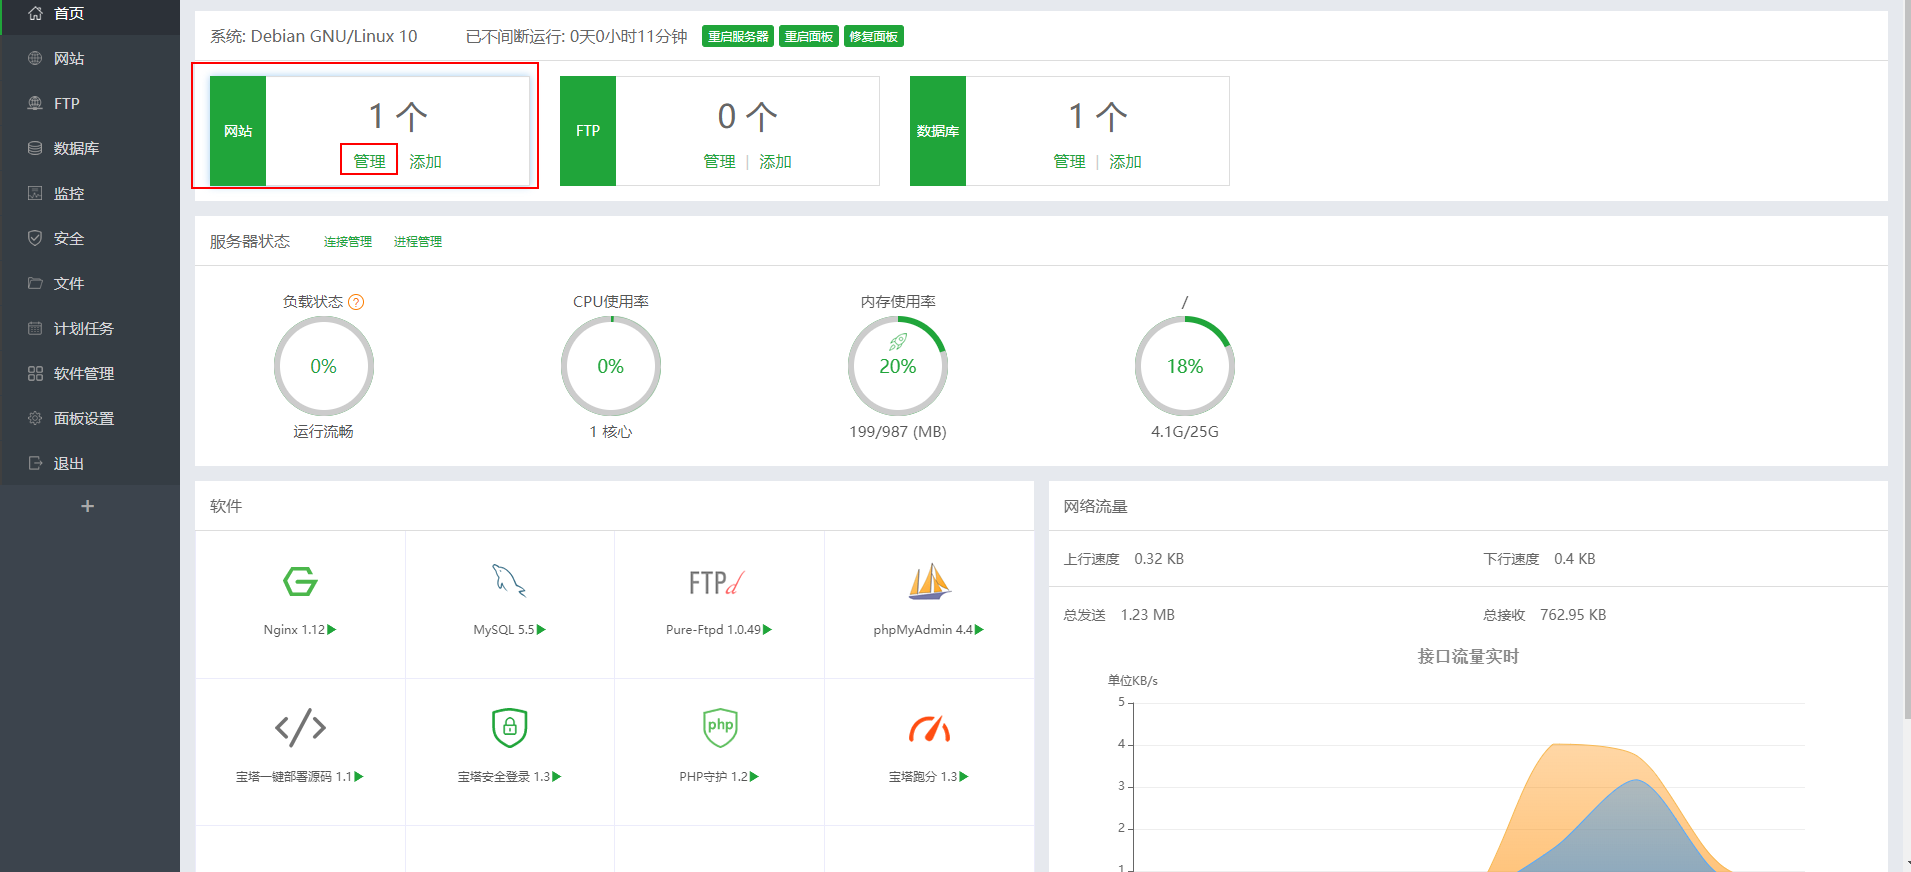 首页
网站
FTP
数据库
监控
安全
文件
计划任务
软件管理
面板设置
退出
+
系统: Debian GNU/Linux 10 已不间断运行: 0天0小时11分钟 重启服务器 重启面板 修复面板
网站
1 个
管理 添加
FTP
0 个
管理 | 添加
数据库
1 个
管理 | 添加
服务器状态 连接管理 进程管理
负载状态 ?
0%
运行流畅
CPU使用率
0%
1 核心
内存使用率
20%
199/987 (MB)
/
18%
4.1G/25G
软件
Nginx 1.12
MySQL 5.5
FTPd
Pure-Ftpd 1.0.49
phpMyAdmin 4.4
宝塔一键部署源码 1.1
宝塔安全登录 1.3
php
PHP守护 1.2
宝塔跑分 1.3
网络流量
上行速度 0.32 KB 下行速度 0.4 KB
总发送 1.23 MB 总接收 762.95 KB
接口流量实时
单位KB/s
5
4
3
2
1